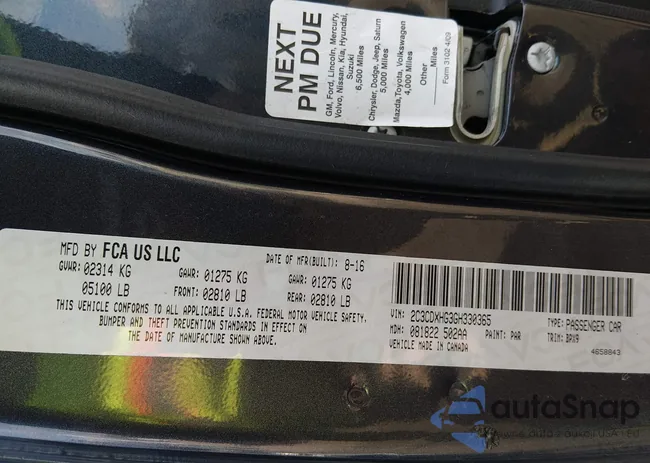 NEXT
PM DUE
GM, Ford, Lincoln, Mercury,
Volvo, Nissan, Kia, Hyundai,
Suzuki
6,500 Miles
Chrysler, Dodge, Jeep, Saturn
5,000 Miles
Mazda, Toyota, Volkswagen
4,000 Miles
Other
Miles
Form 3102 4/09
MFD BY FCA US LLC
DATE OF MFR(BUILT): 8-16
GVWR: 02314 KG GAWR: 01275 KG GAWR: 01275 KG
05100 LB FRONT: 02810 LB REAR: 02810 LB
THIS VEHICLE CONFORMS TO ALL APPLICABLE U.S.A. FEDERAL MOTOR VEHICLE SAFETY,
BUMPER AND THEFT PREVENTION STANDARDS IN EFFECT ON
THE DATE OF MANUFACTURE SHOWN ABOVE.
VIN: 2C3CDXHG3GH330365 TYPE: PASSENGER CAR
MDH: 081822 502AA PAINT: PAR TRIM: BRX9
VEHICLE MADE IN CANADA 4658843
autoSnap